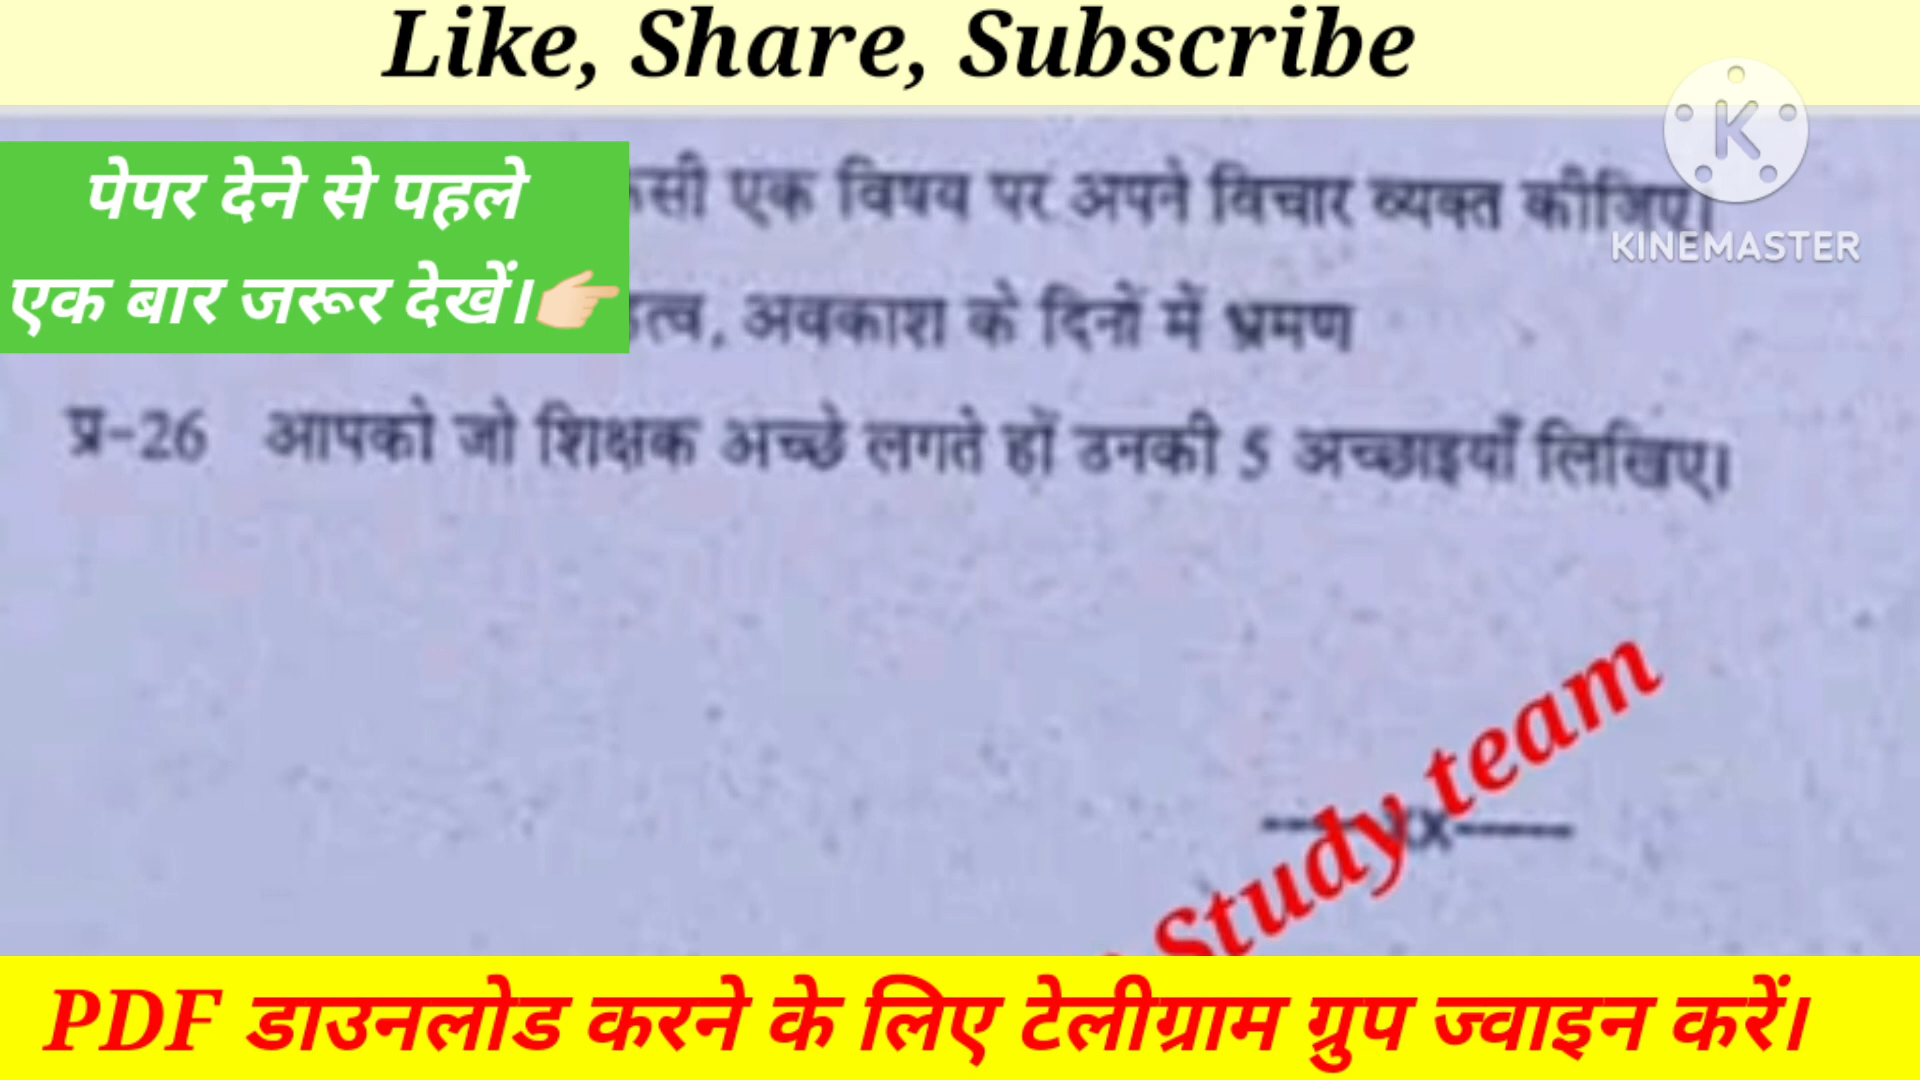 Like, Share, Subscribe
पेपर देने से पहले
एक बार जरूर देखें।
एक विषय पर अपने विचार व्यक्त कीजिए।
KINEMASTER
अवकाश के दिनों में भ्रमण
प्र-26 आपको जो शिक्षक अच्छे लगते हों उनकी 5 अच्छाइयाँ लिखिए।
Study team
PDF डाउनलोड करने के लिए टेलीग्राम ग्रुप ज्वाइन करें।